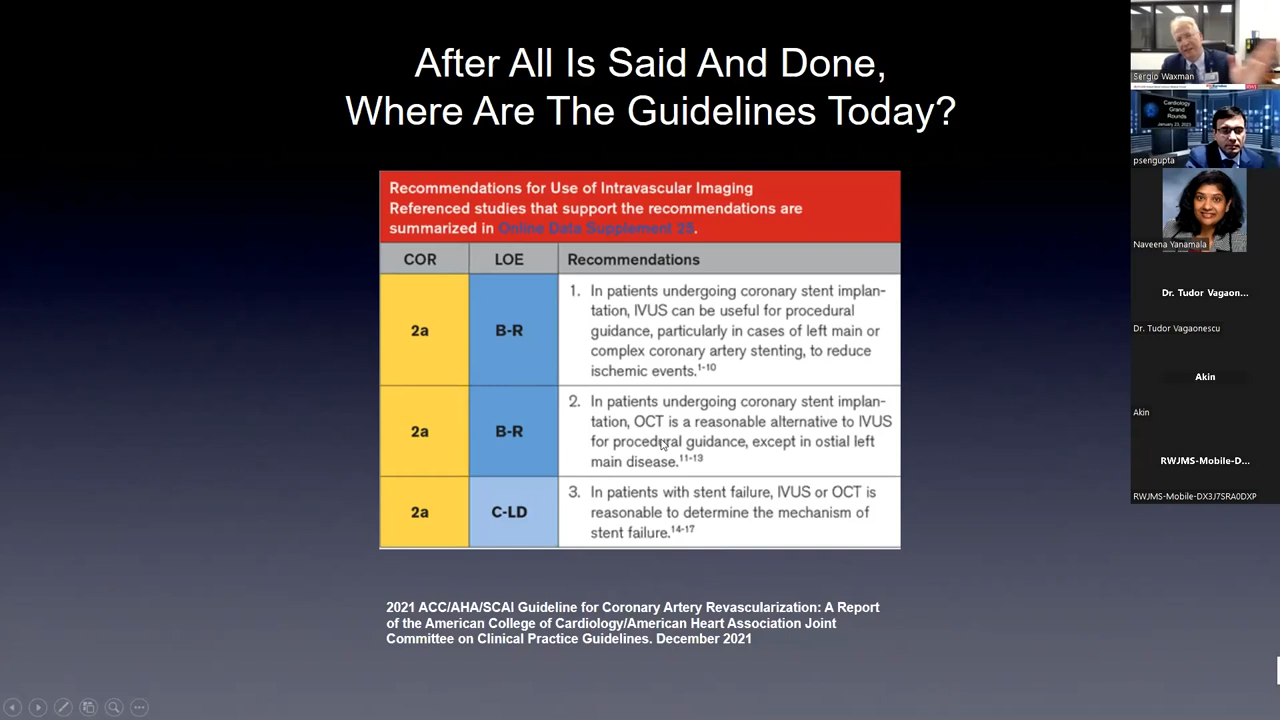 After All Is Said And Done,
Where Are The Guidelines Today?
Recommendations for Use of Intravascular Imaging
Referenced studies that support the recommendations are
summarized in Online Data Supplement 25.
COR LOE Recommendations
2a B-R 1. In patients undergoing coronary stent implan-
tation, IVUS can be useful for procedural
guidance, particularly in cases of left main or
complex coronary artery stenting, to reduce
ischemic events.1-10
2a B-R 2. In patients undergoing coronary stent implan-
tation, OCT is a reasonable alternative to IVUS
for procedural guidance, except in ostial left
main disease.11-13
2a C-LD 3. In patients with stent failure, IVUS or OCT is
reasonable to determine the mechanism of
stent failure.14-17
2021 ACC/AHA/SCAI Guideline for Coronary Artery Revascularization: A Report
of the American College of Cardiology/American Heart Association Joint
Committee on Clinical Practice Guidelines. December 2021
Sergio Waxman
Cardiology
Grand
Rounds
psengupta
Naveena Yanamala
Dr. Tudor Vagaon...
Dr. Tudor Vagaonescu
Akin
Akin
RWJMS-Mobile-D...
RWJMS-Mobile-DX3J7SRA0DXP